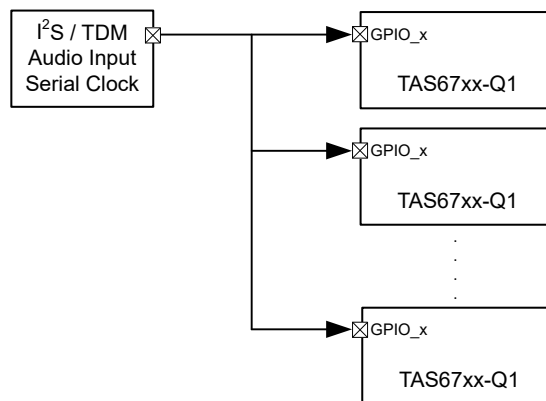 I²S / TDM
Audio Input
Serial Clock
GPIO_x
TAS67xx-Q1
GPIO_x
TAS67xx-Q1
.
.
.
.
GPIO_x
TAS67xx-Q1